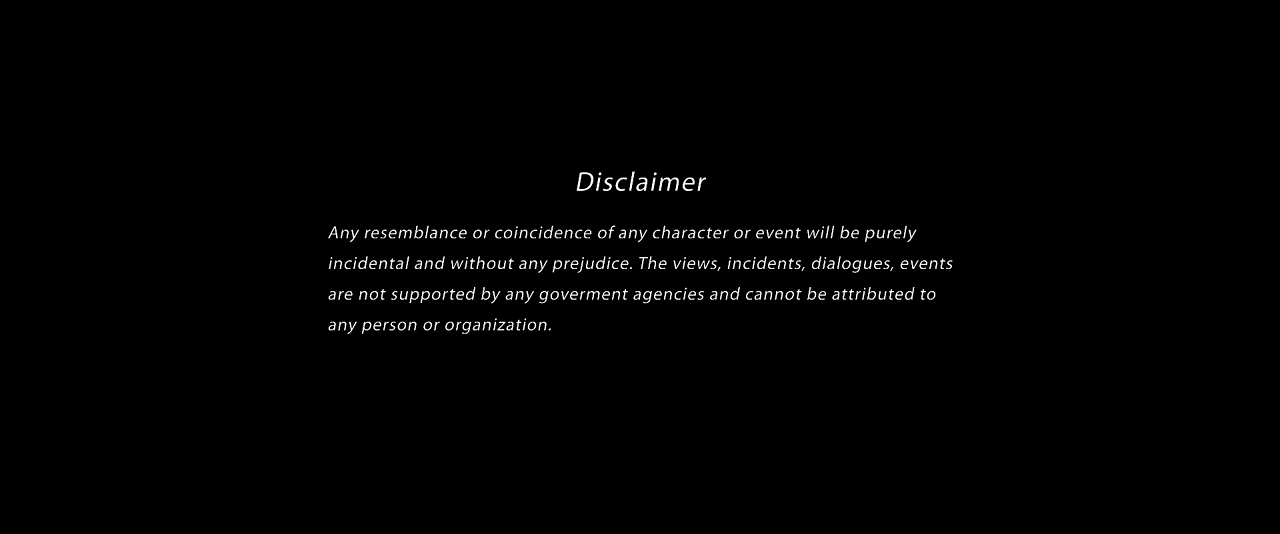 Disclaimer
Any resemblance or coincidence of any character or event will be purely
incidental and without any prejudice. The views, incidents, dialogues, events
are not supported by any goverment agencies and cannot be attributed to
any person or organization.